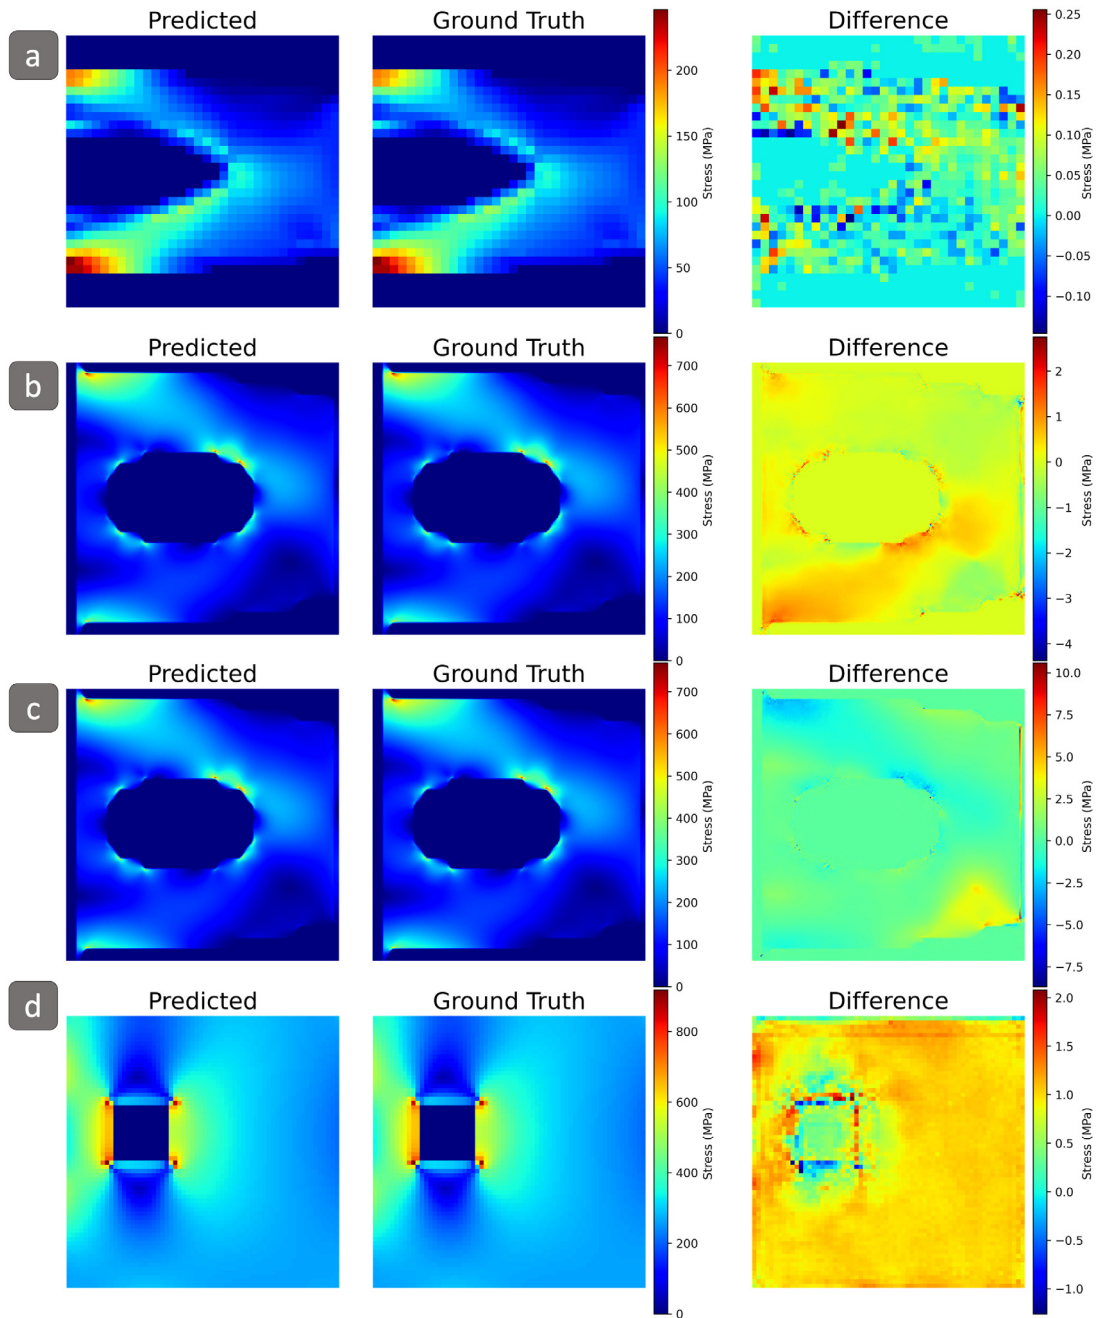 a
Predicted
Ground Truth
Difference
200
150
100
50
0
Stress (MPa)
0.25
0.20
0.15
0.10
0.05
0.00
−0.05
−0.10
Stress (MPa)
b
Predicted
Ground Truth
Difference
700
600
500
400
300
200
100
0
Stress (MPa)
2
1
0
−1
−2
−3
−4
Stress (MPa)
c
Predicted
Ground Truth
Difference
700
600
500
400
300
200
100
0
Stress (MPa)
10.0
7.5
5.0
2.5
0.0
−2.5
−5.0
−7.5
Stress (MPa)
d
Predicted
Ground Truth
Difference
800
600
400
200
0
Stress (MPa)
2.0
1.5
1.0
0.5
0.0
−0.5
−1.0
Stress (MPa)